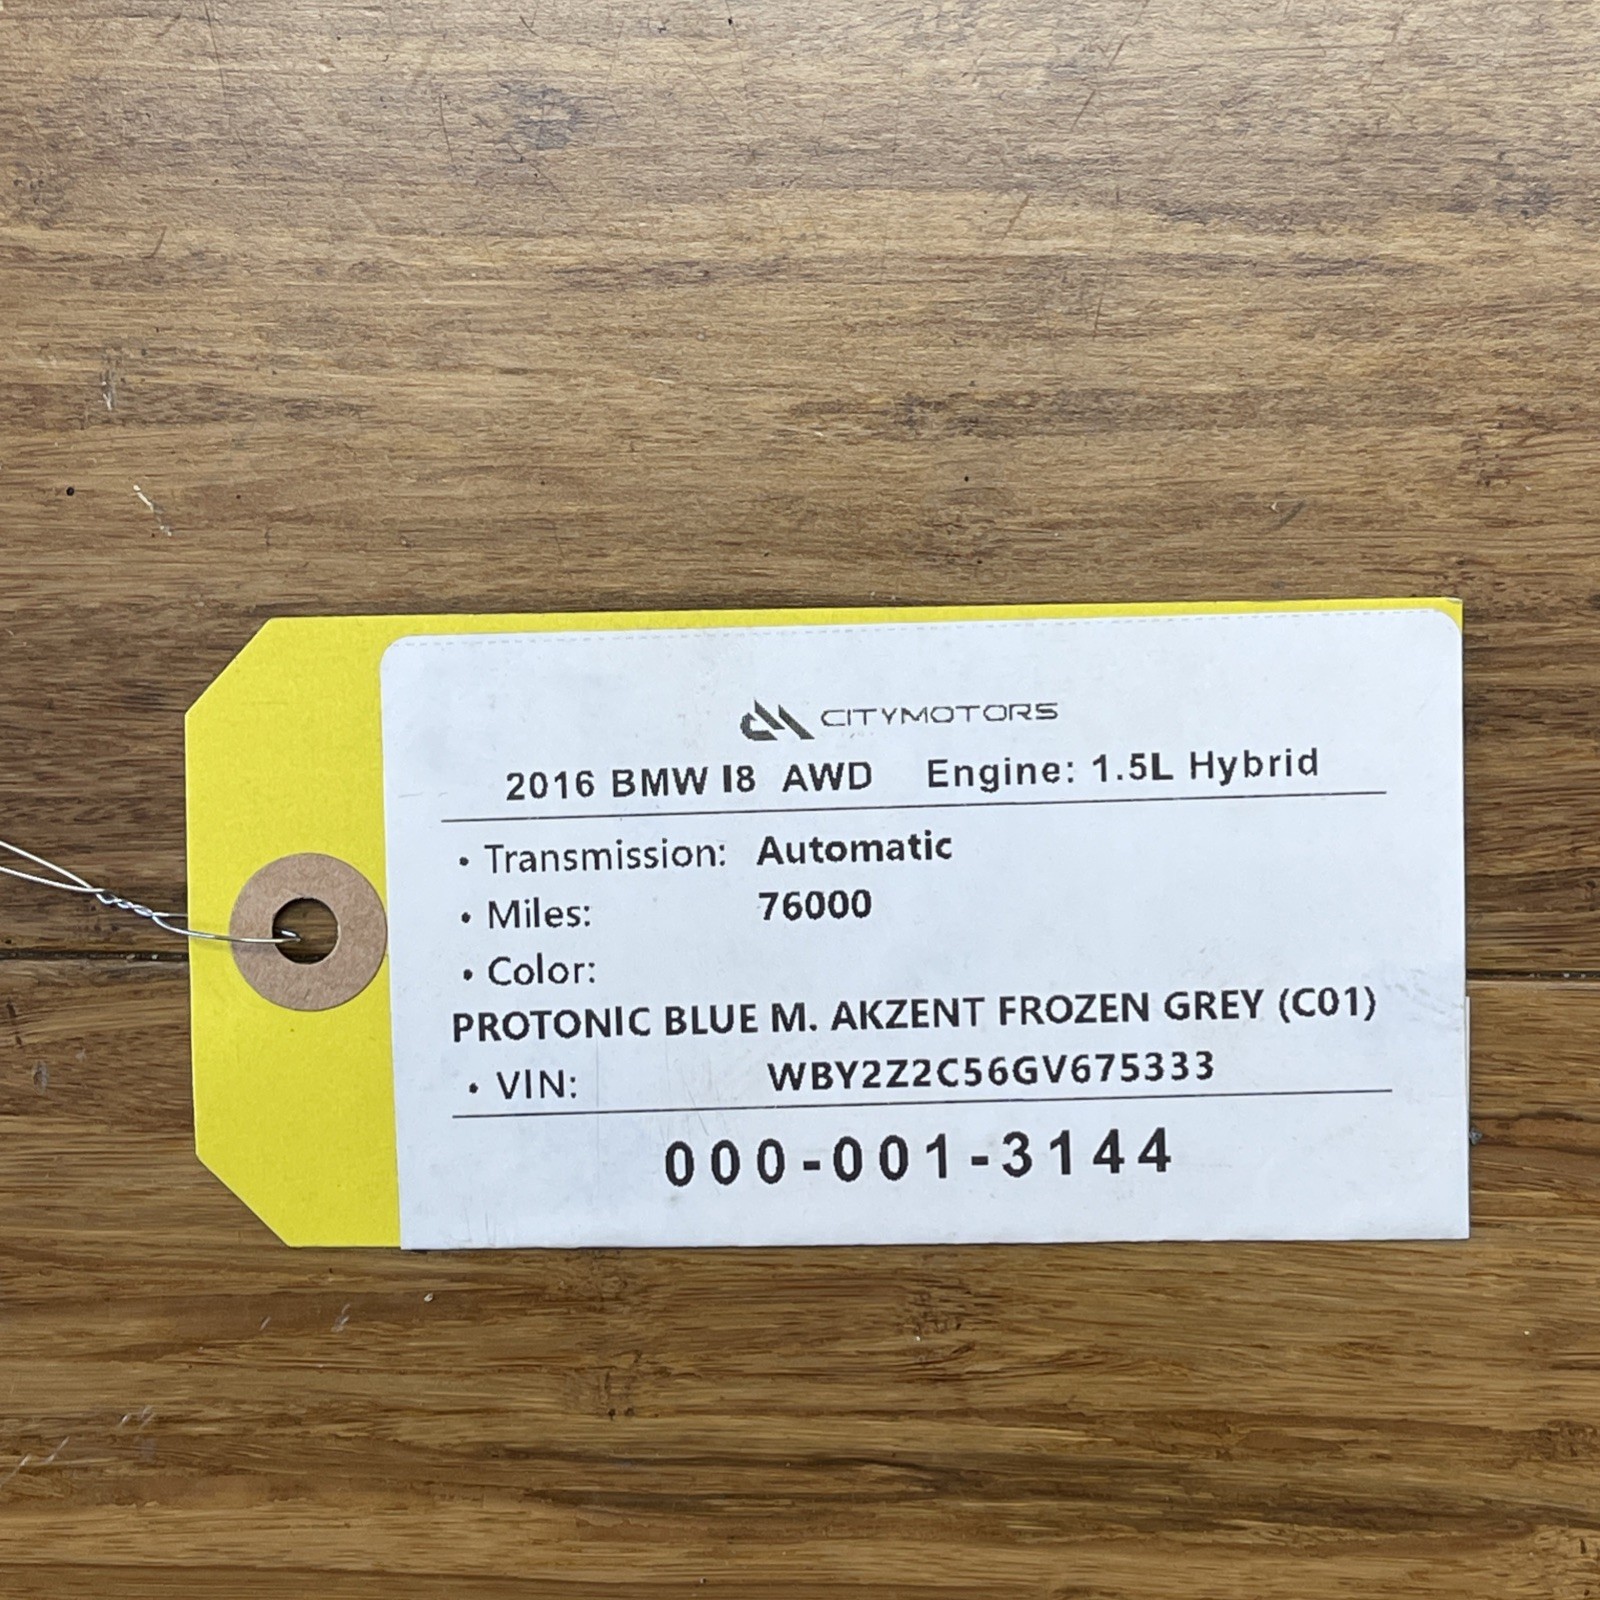 CITYMOTORS
2016 BMW I8 AWD Engine: 1.5L Hybrid
• Transmission: Automatic
• Miles: 76000
• Color:
PROTONIC BLUE M. AKZENT FROZEN GREY (C01)
• VIN: WBY2Z2C56GV675333
000-001-3144